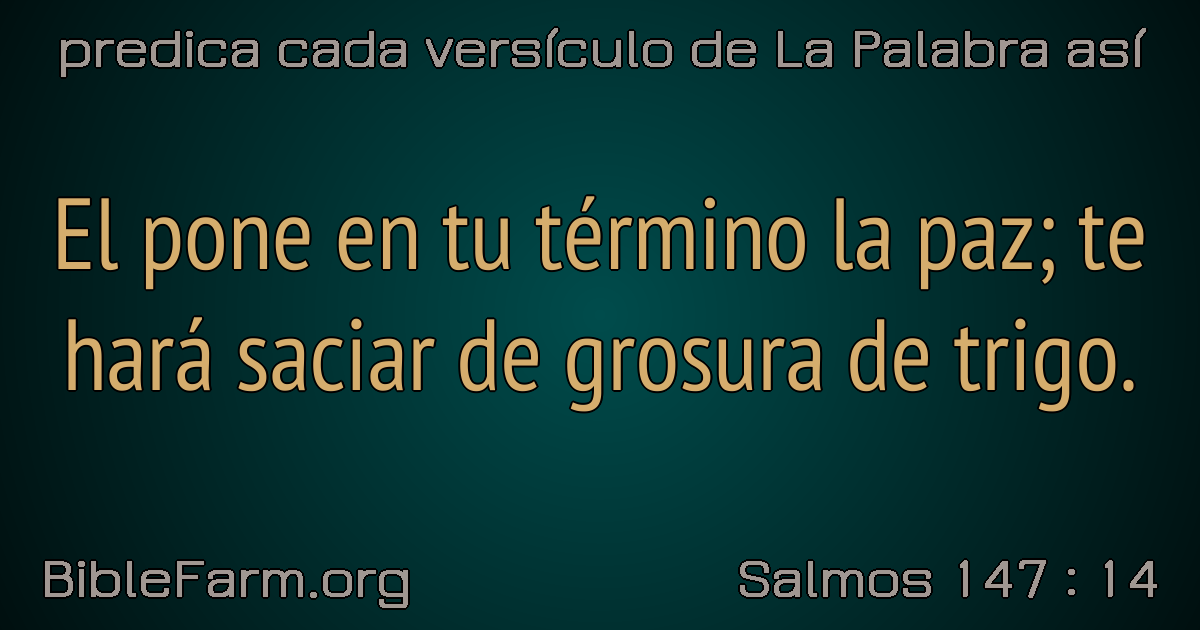 predica cada versículo de La Palabra así
El pone en tu término la paz; te
hará saciar de grosura de trigo.
BibleFarm.org
Salmos 147 : 14